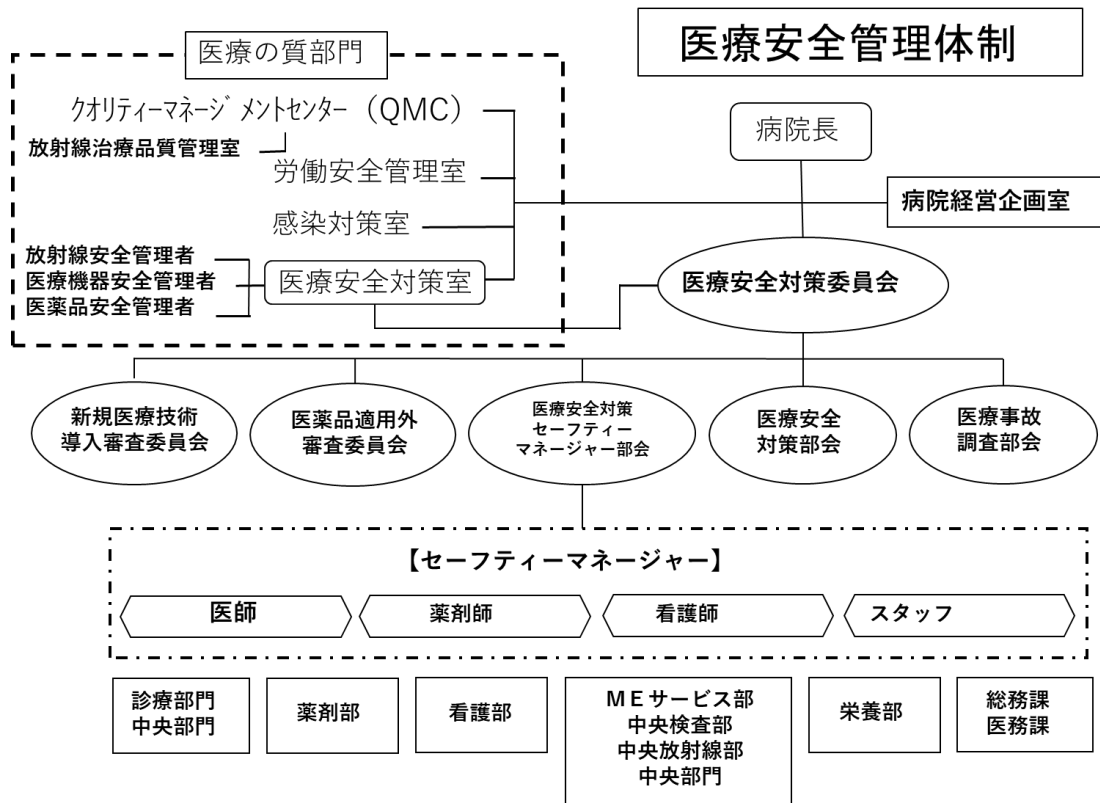 医療安全管理体制
医療の質部門
クオリティーマネージメントセンター（QMC）
放射線治療品質管理室
労働安全管理室
感染対策室
放射線安全管理者
医療機器安全管理者
医薬品安全管理者
医療安全対策室
病院長
病院経営企画室
医療安全対策委員会
新規医療技術
導入審査委員会
医薬品適用外
審査委員会
医療安全対策
セーフティー
マネージャー部会
医療安全
対策部会
医療事故
調査部会
【セーフティーマネージャー】
医師
薬剤師
看護師
スタッフ
診療部門
中央部門
薬剤部
看護部
ＭＥサービス部
中央検査部
中央放射線部
中央部門
栄養部
総務課
医務課